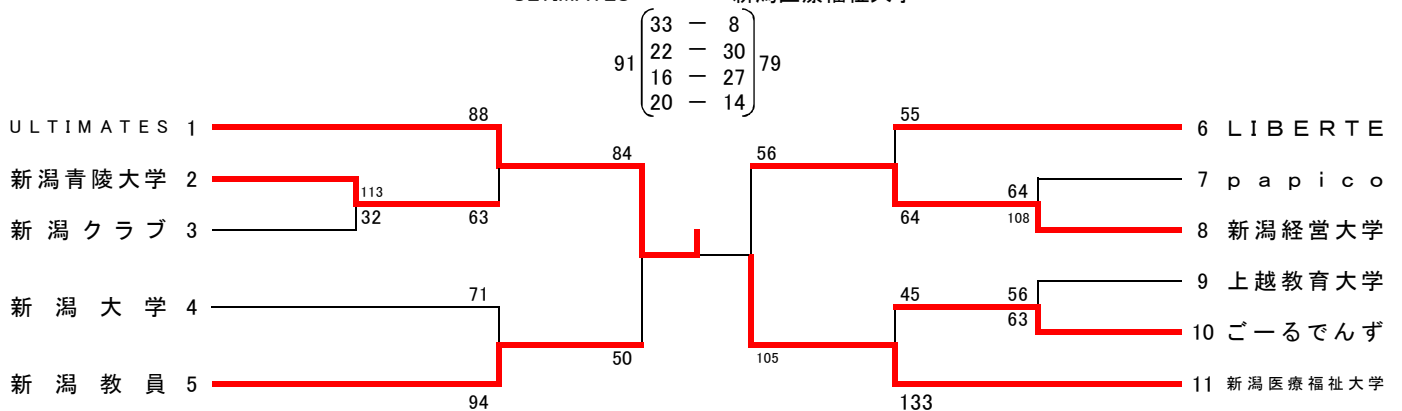 33 － 8
22 － 30
91 79
16 － 27
20 － 14
88 55
ULTIMATES 1 6 LIBERTE
84 56
新潟青陵大学 2 7 papico
113 64
32 63 64 108
新潟クラブ 3 8 新潟経営大学
9 上越教育大学
71 45 56
新潟大学 4
63
10 ごーるでんず
50 105
新潟教員 5 11 新潟医療福祉大学
94 133